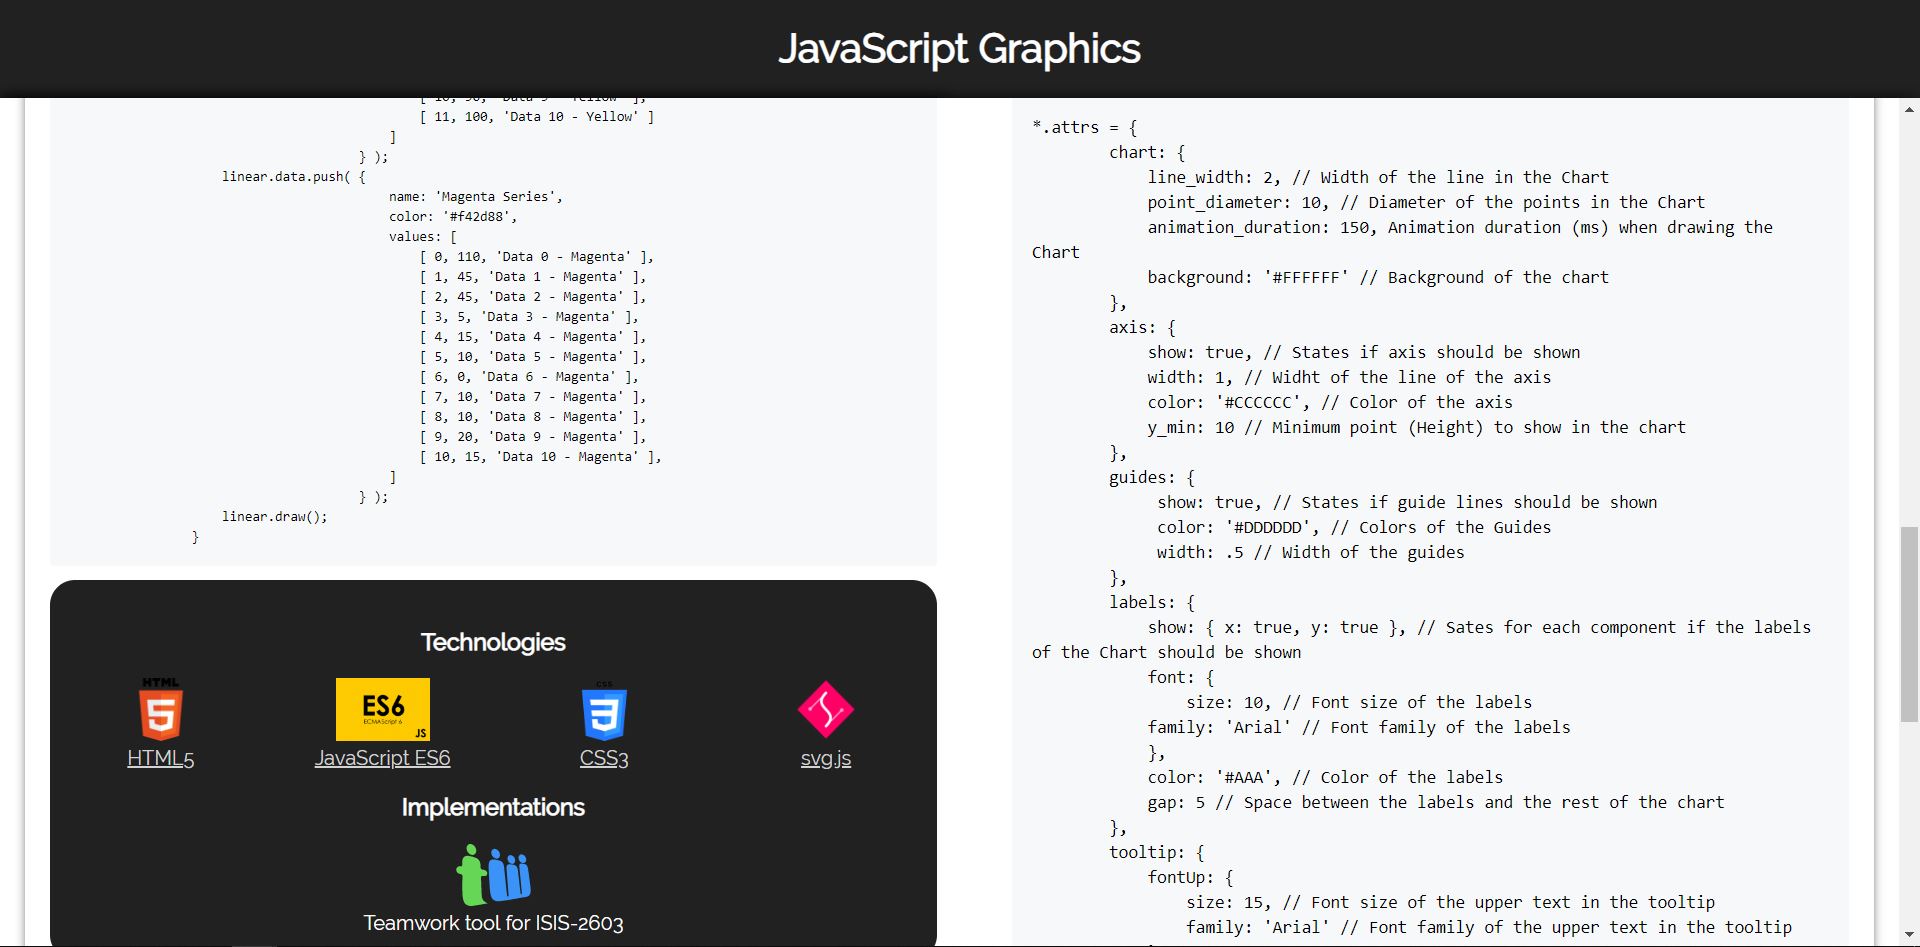 JavaScript Graphics
[ 10, 90, 'Data 9 - Yellow' ],
[ 11, 100, 'Data 10 - Yellow' ]
]
} );
linear.data.push( {
name: 'Magenta Series',
color: '#f42d88',
values: [
[ 0, 110, 'Data 0 - Magenta' ],
[ 1, 45, 'Data 1 - Magenta' ],
[ 2, 45, 'Data 2 - Magenta' ],
[ 3, 5, 'Data 3 - Magenta' ],
[ 4, 15, 'Data 4 - Magenta' ],
[ 5, 10, 'Data 5 - Magenta' ],
[ 6, 0, 'Data 6 - Magenta' ],
[ 7, 10, 'Data 7 - Magenta' ],
[ 8, 10, 'Data 8 - Magenta' ],
[ 9, 20, 'Data 9 - Magenta' ],
[ 10, 15, 'Data 10 - Magenta' ],
]
} );
linear.draw();
}
Technologies
HTML
5
HTML5
ES6
ECMAScript 6
JS
JavaScript ES6
CSS
3
CSS3
svg.js
Implementations
Teamwork tool for ISIS-2603
*.attrs = {
chart: {
line_width: 2, // Width of the line in the Chart
point_diameter: 10, // Diameter of the points in the Chart
animation_duration: 150, Animation duration (ms) when drawing the
Chart
background: '#FFFFFF' // Background of the chart
},
axis: {
show: true, // States if axis should be shown
width: 1, // Widht of the line of the axis
color: '#CCCCCC', // Color of the axis
y_min: 10 // Minimum point (Height) to show in the chart
},
guides: {
show: true, // States if guide lines should be shown
color: '#DDDDDD', // Colors of the Guides
width: .5 // Width of the guides
},
labels: {
show: { x: true, y: true }, // Sates for each component if the labels
of the Chart should be shown
font: {
size: 10, // Font size of the labels
family: 'Arial' // Font family of the labels
},
color: '#AAA', // Color of the labels
gap: 5 // Space between the labels and the rest of the chart
},
tooltip: {
fontUp: {
size: 15, // Font size of the upper text in the tooltip
family: 'Arial' // Font family of the upper text in the tooltip